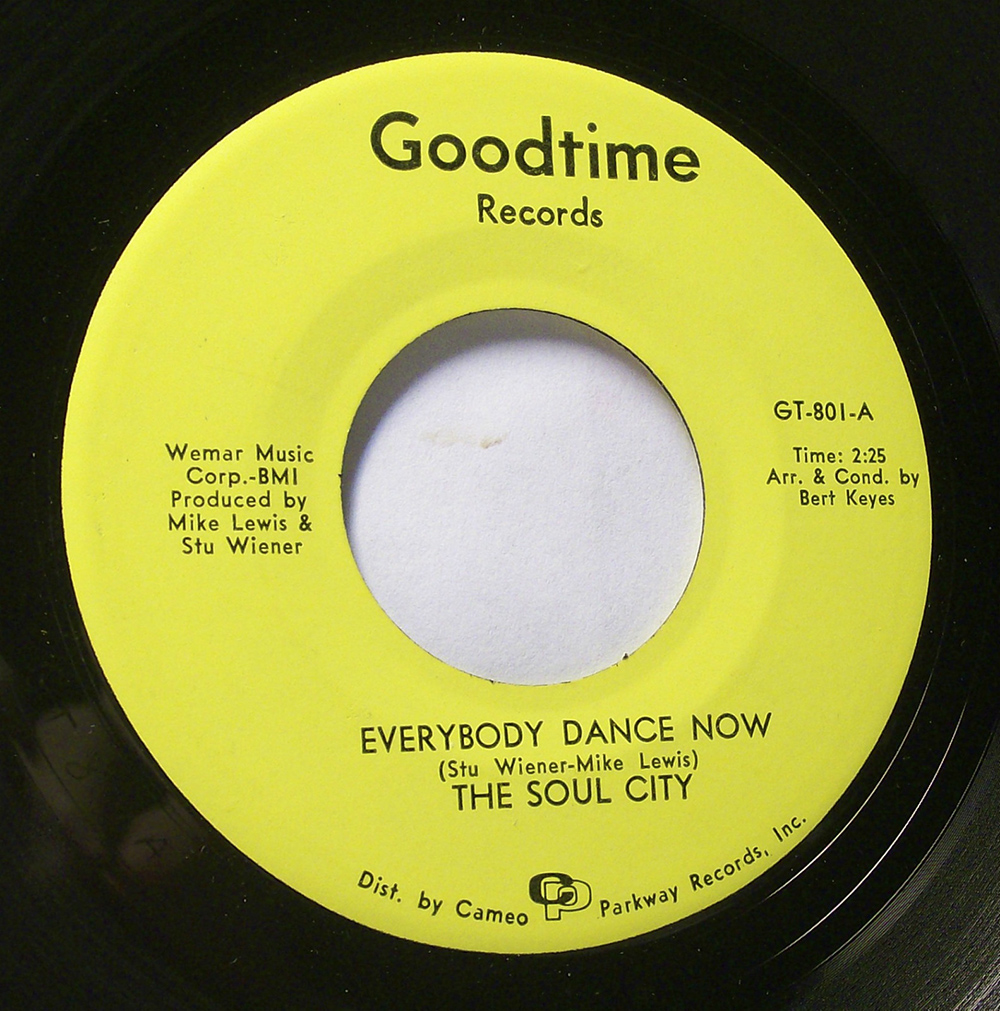 Goodtime
Records
GT-801-A
Time: 2:25
Arr. & Cond. by
Bert Keyes
Wemar Music
Corp.-BMI
Produced by
Mike Lewis &
Stu Wiener
EVERYBODY DANCE NOW
(Stu Wiener-Mike Lewis)
THE SOUL CITY
Dist. by Cameo CP Parkway Records, Inc.